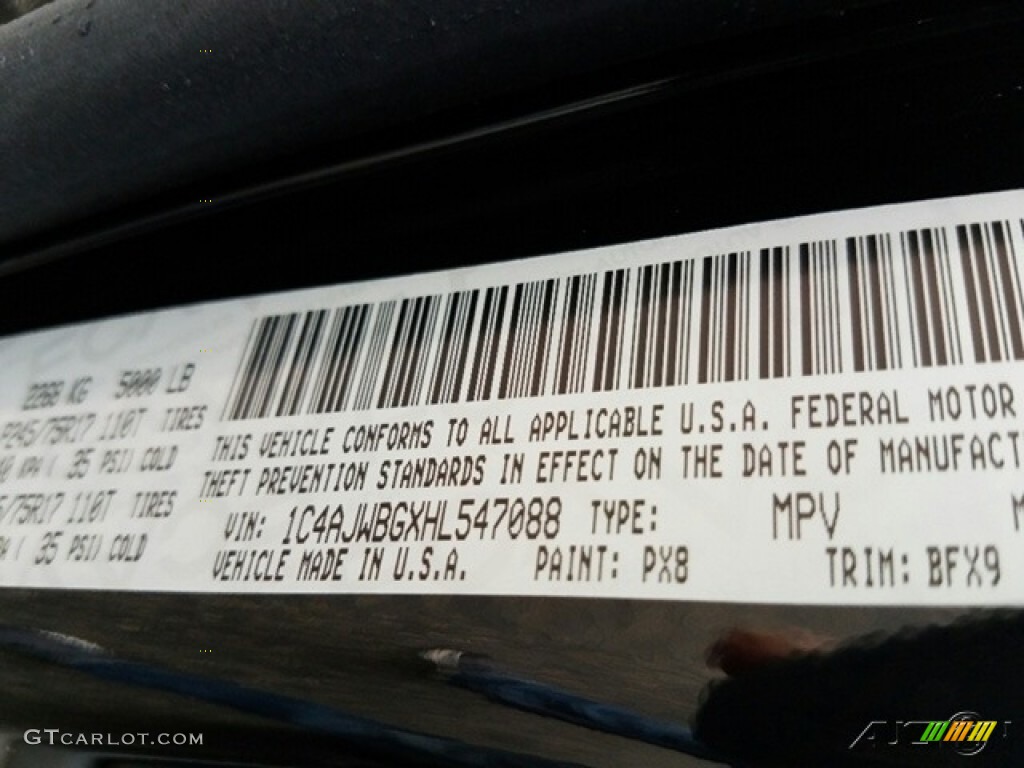 2268 KG 5000 LB
P245/75R17 110T TIRES
KPA ( 35 PSI) COLD
/75R17 110T TIRES
( 35 PSI) COLD
THIS VEHICLE CONFORMS TO ALL APPLICABLE U.S.A. FEDERAL MOTOR
THEFT PREVENTION STANDARDS IN EFFECT ON THE DATE OF MANUFACT
VIN: 1C4AJWBGXHL547088 TYPE: MPV
VEHICLE MADE IN U.S.A. PAINT: PX8 TRIM: BFX9
GTCARLOT.COM